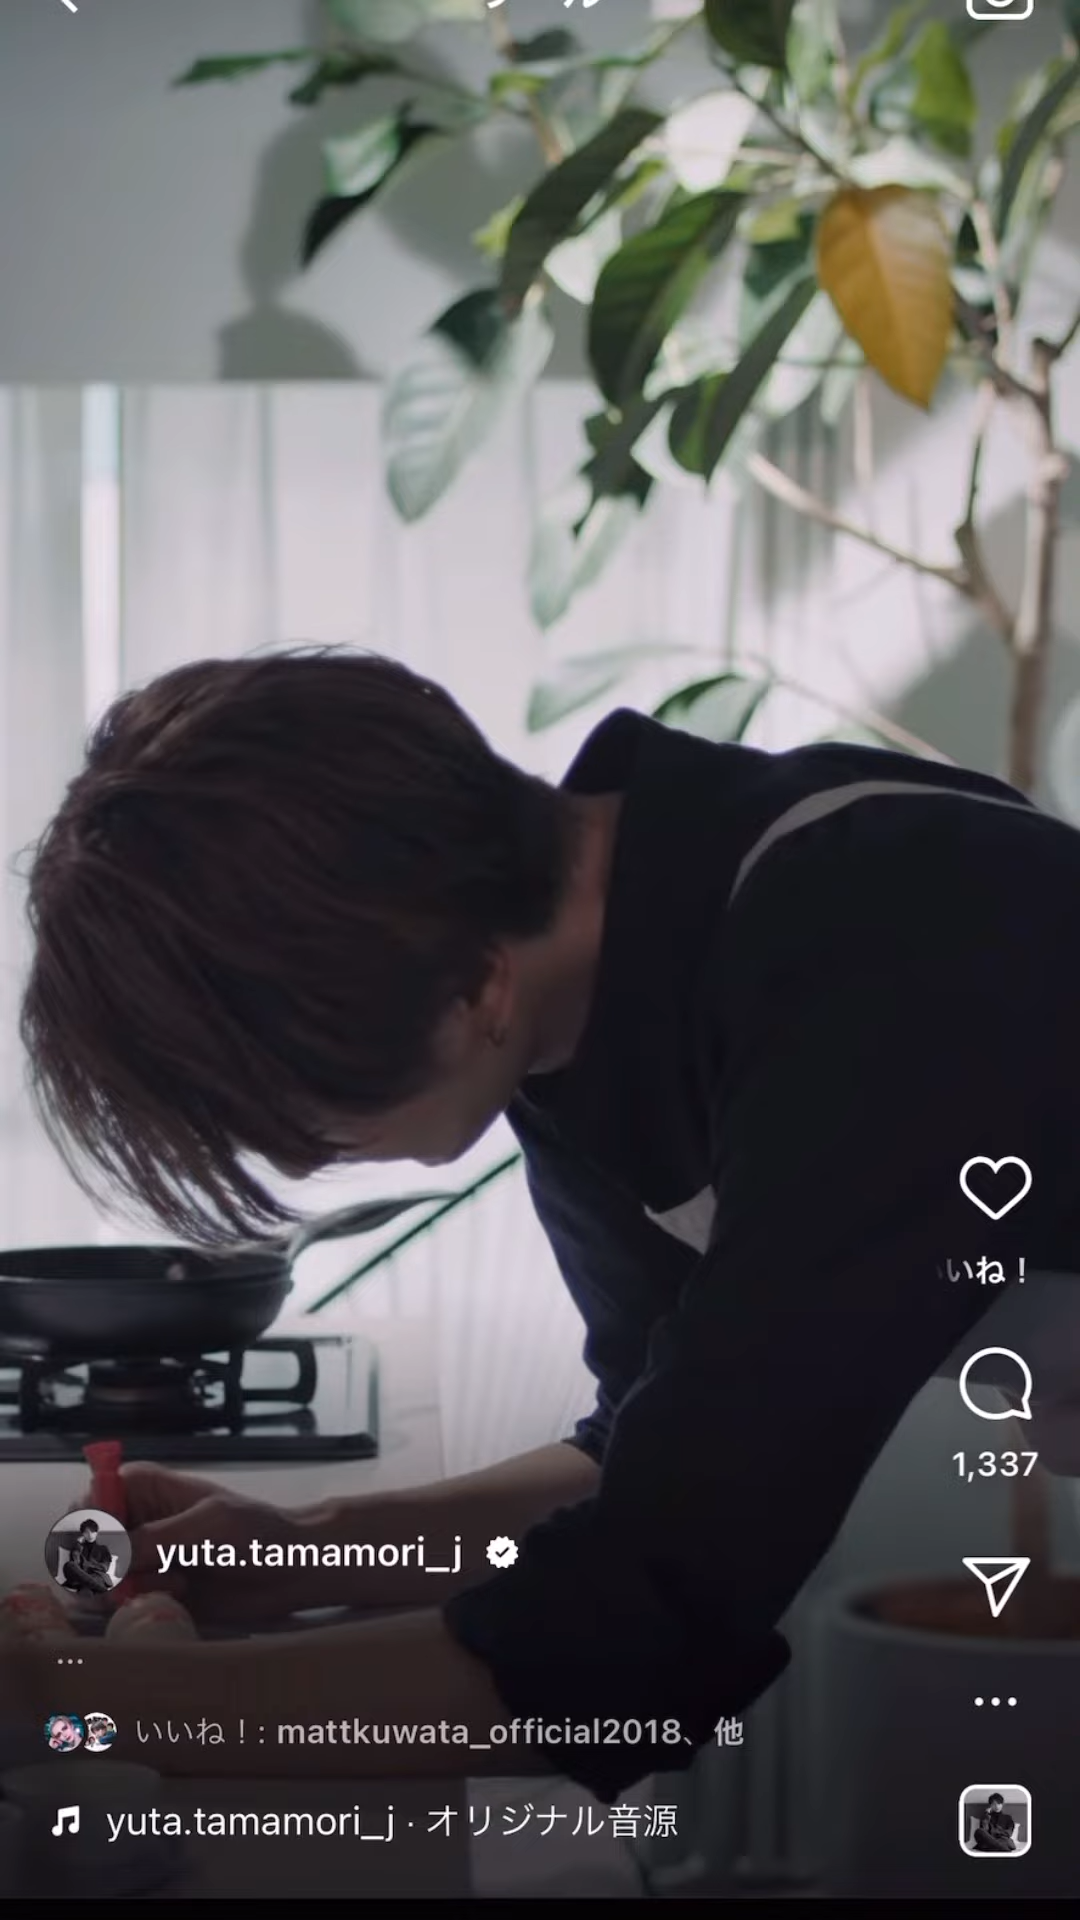 いね！
1,337
yuta.tamamori_j
...
いいね！: mattkuwata_official2018、他
yuta.tamamori_j · オリジナル音源